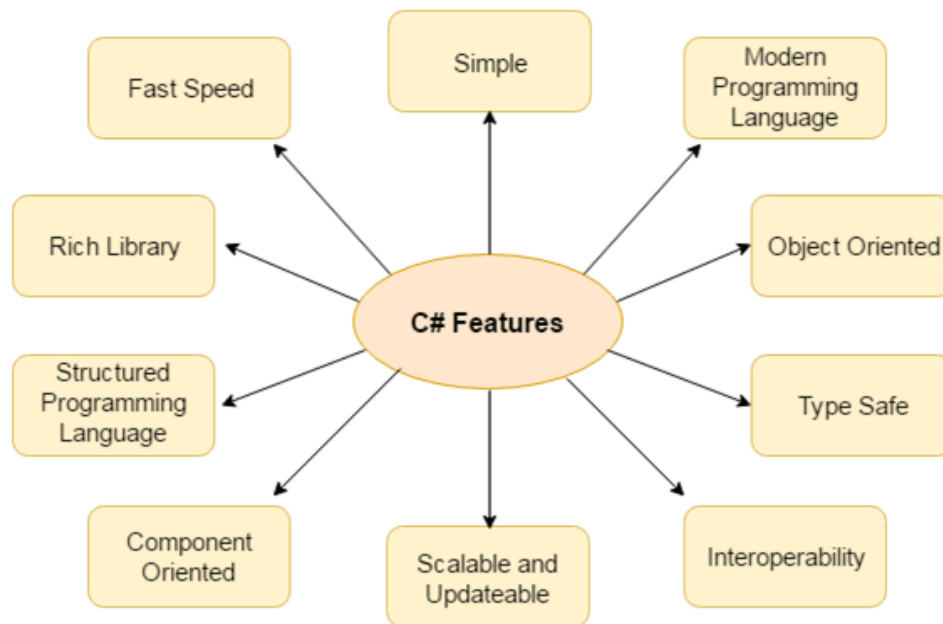 Simple
Fast Speed
Modern
Programming
Language
Rich Library
Object Oriented
C# Features
Structured
Programming
Language
Type Safe
Component
Oriented
Scalable and
Updateable
Interoperability